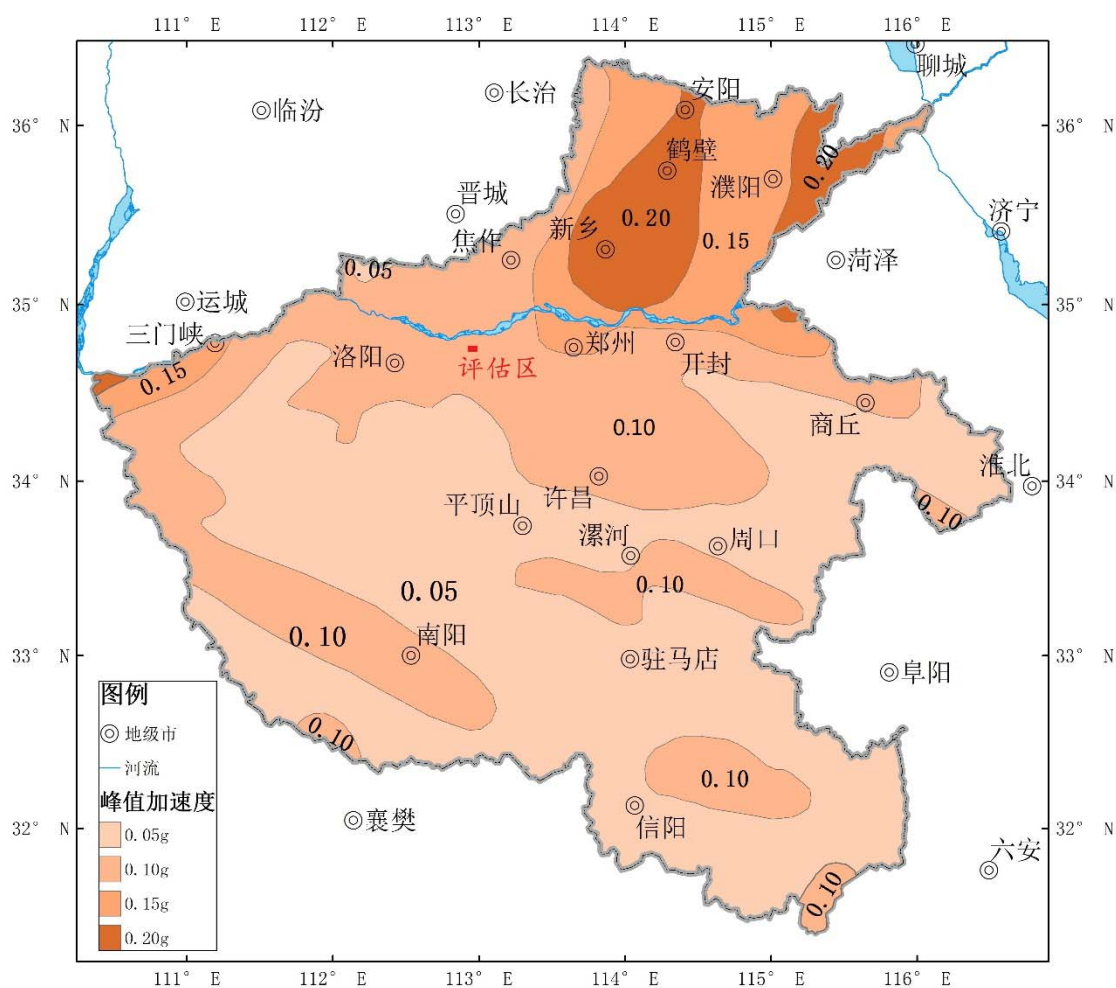 111° E
112° E
113° E
114° E
115° E
116° E
聊城
安阳
长治
临汾
36° N
36° N
鹤壁
0.20
濮阳
晋城
济宁
新乡
0.20
焦作
0.15
菏泽
0.05
运城
35° N
35° N
三门峡
郑州
开封
洛阳
评估区
0.15
商丘
0.10
淮北
34° N
34° N
许昌
平顶山
0.10
漯河
周口
0.10
0.05
0.10
南阳
驻马店
33° N
33° N
阜阳
图例
地级市
0.10
河流
0.10
峰值加速度
襄樊
信阳
32° N
32° N
0.05g
六安
0.10g
0.10
0.15g
0.20g
111° E
112° E
113° E
114° E
115° E
116° E